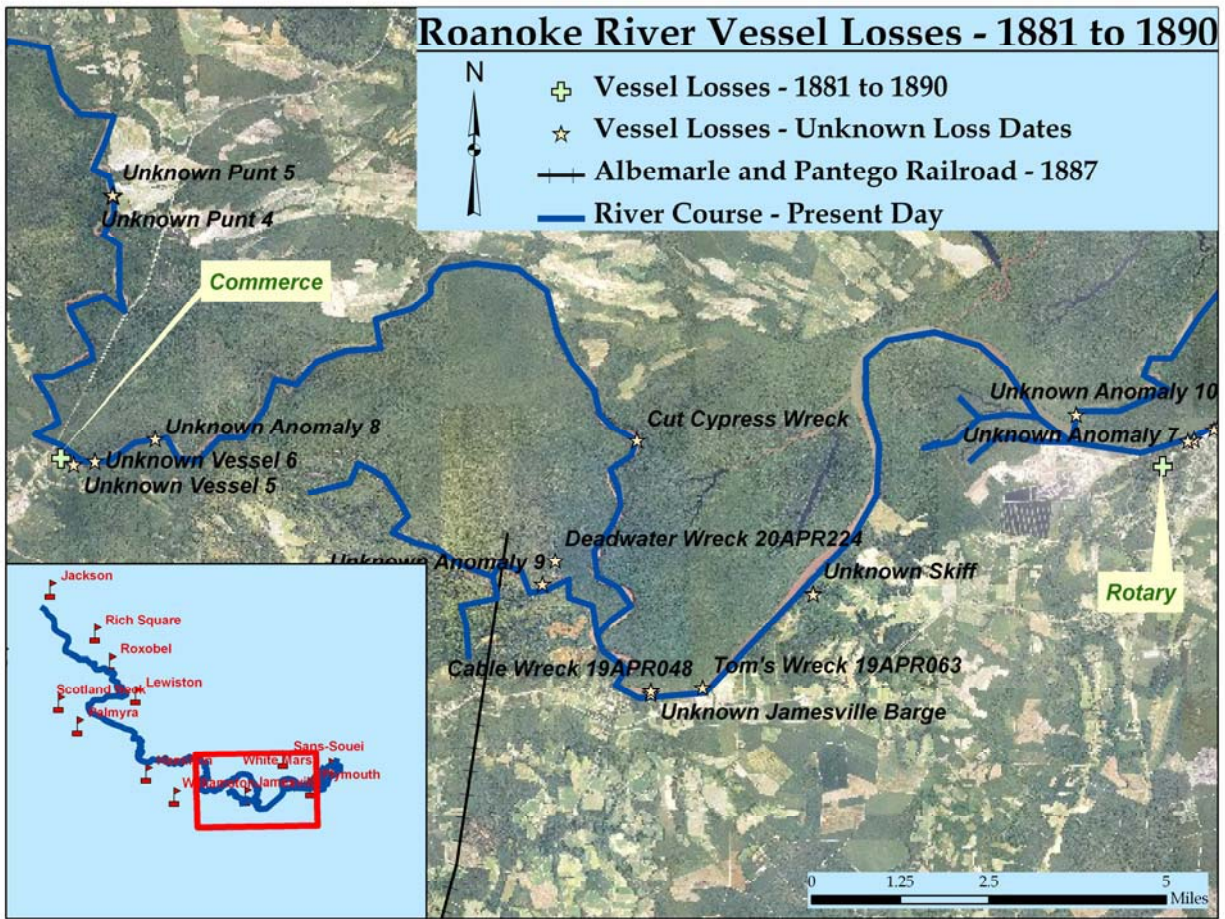 Roanoke River Vessel Losses - 1881 to 1890
N
Vessel Losses - 1881 to 1890
Vessel Losses - Unknown Loss Dates
Albemarle and Pantego Railroad - 1887
River Course - Present Day
Unknown Punt 5
Unknown Punt 4
Commerce
Unknown Anomaly 8
Unknown Vessel 6
Unknown Vessel 5
Cut Cypress Wreck
Unknown Anomaly 10
Unknown Anomaly 7
Deadwater Wreck 20APR224
Unknown Anomaly 9
Unknown Skiff
Rotary
Cable Wreck 19APR048
Tom's Wreck 19APR063
Unknown Jamesville Barge
Jackson
Rich Square
Roxobel
Lewiston
Scotland Neck
Palmyra
Sans-Souci
White Mars
Jamesville
0 1.25 2.5 5
Miles